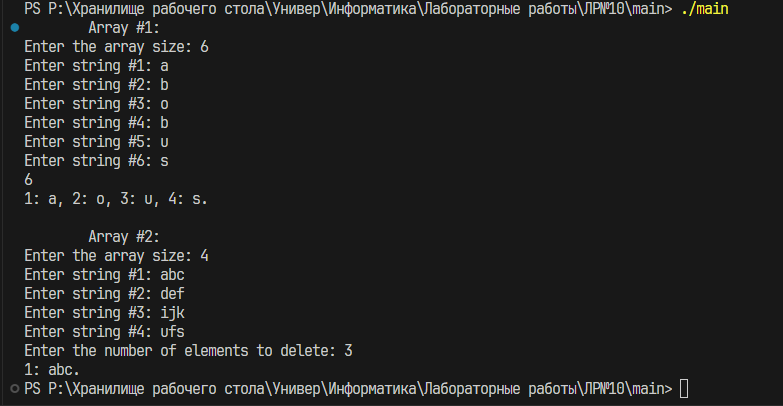 PS P:\Хранилище рабочего стола\Универ\Информатика\Лабораторные работы\ЛР№10\main> ./main
Array #1:
Enter the array size: 6
Enter string #1: a
Enter string #2: b
Enter string #3: o
Enter string #4: b
Enter string #5: u
Enter string #6: s
6
1: a, 2: o, 3: u, 4: s.
Array #2:
Enter the array size: 4
Enter string #1: abc
Enter string #2: def
Enter string #3: ijk
Enter string #4: ufs
Enter the number of elements to delete: 3
1: abc.
PS P:\Хранилище рабочего стола\Универ\Информатика\Лабораторные работы\ЛР№10\main>